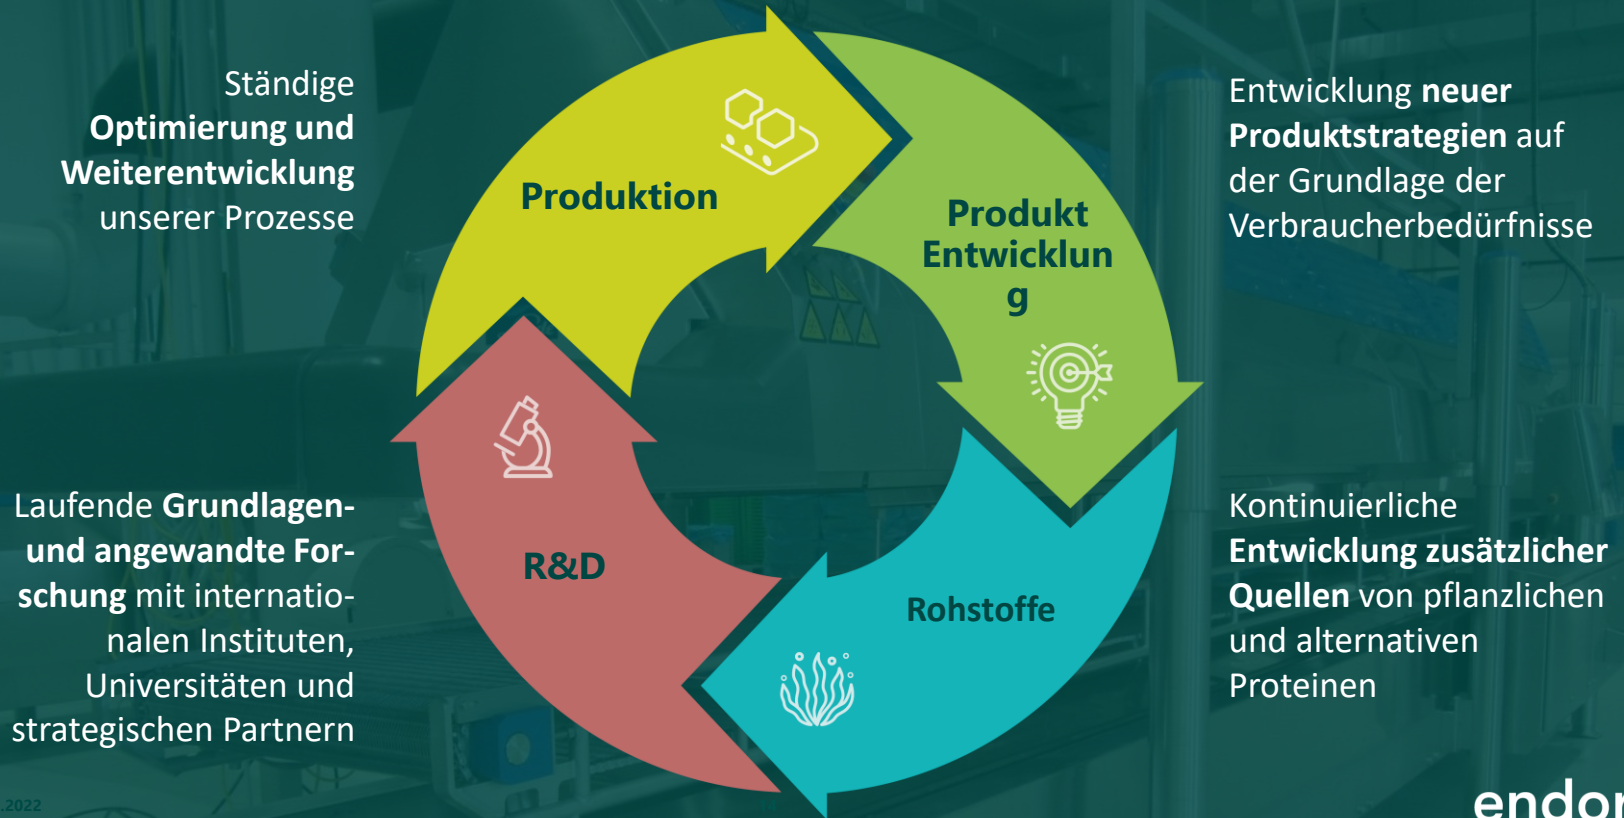 Ständige
Optimierung und
Weiterentwicklung
unserer Prozesse
Produktion
Produkt
Entwicklun
g
Entwicklung neuer
Produktstrategien auf
der Grundlage der
Verbraucherbedürfnisse
Laufende Grundlagen-
und angewandte For-
schung mit internatio-
nalen Instituten,
Universitäten und
strategischen Partnern
R&D
Rohstoffe
Kontinuierliche
Entwicklung zusätzlicher
Quellen von pflanzlichen
und alternativen
Proteinen
.2022
endor